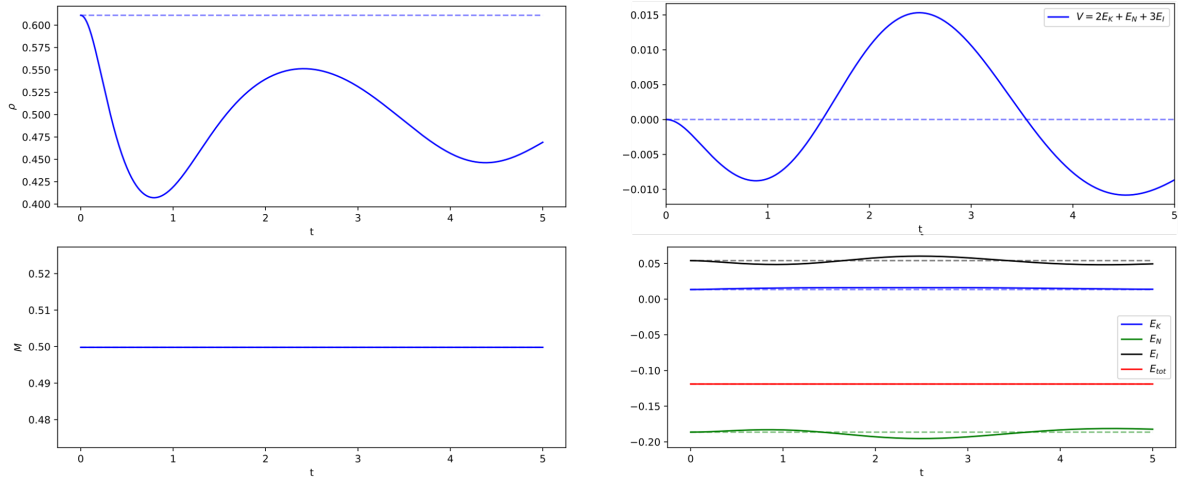 0.600
0.575
0.550
0.525
0.500
0.475
0.450
0.425
0.400
ρ
0 1 2 3 4 5
t
0.015
0.010
0.005
0.000
−0.005
−0.010
V = 2E_K + E_N + 3E_I
0 1 2 3 4 5
t
0.52
0.51
0.50
0.49
0.48
M
0 1 2 3 4 5
t
0.05
0.00
−0.05
−0.10
−0.15
−0.20
E_K
E_N
E_I
E_tot
0 1 2 3 4 5
t